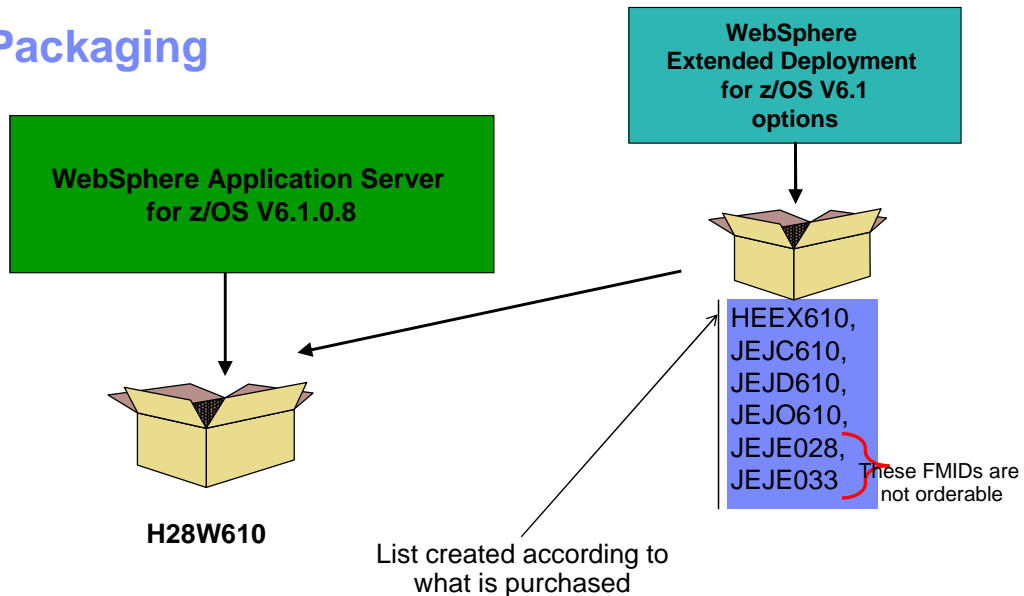 Packaging
WebSphere
Extended Deployment
for z/OS V6.1
options
WebSphere Application Server
for z/OS V6.1.0.8
HEEX610,
JEJC610,
JEJD610,
JEJO610,
JEJE028,
JEJE033
These FMIDs are
not orderable
H28W610
List created according to
what is purchased